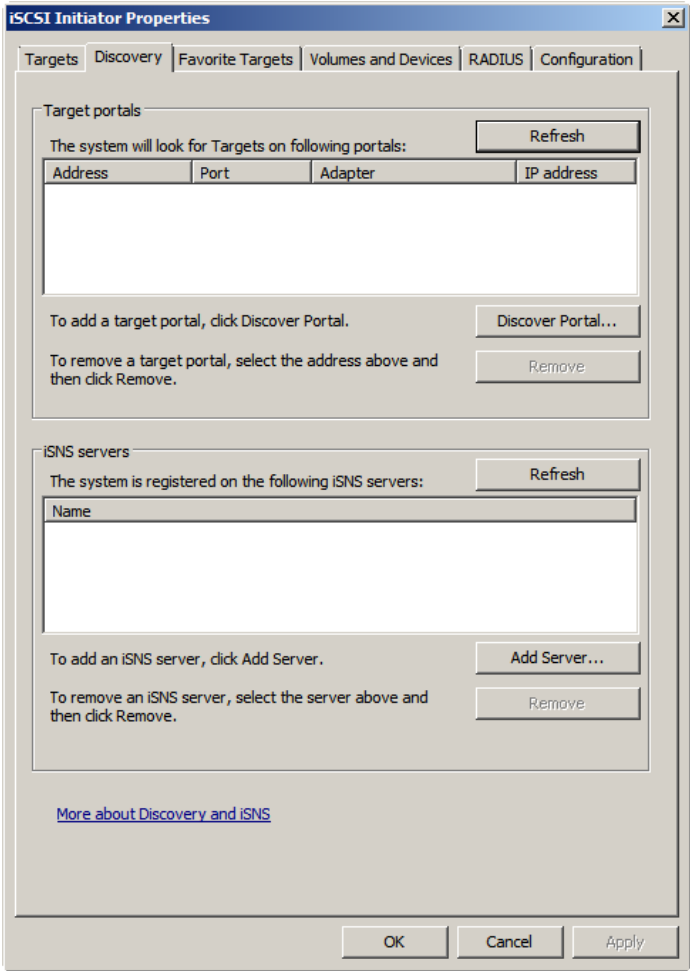 iSCSI Initiator Properties
Targets Discovery Favorite Targets Volumes and Devices RADIUS Configuration
Target portals
The system will look for Targets on following portals:
Refresh
Address Port Adapter IP address
To add a target portal, click Discover Portal.
Discover Portal...
To remove a target portal, select the address above and
then click Remove.
Remove
iSNS servers
The system is registered on the following iSNS servers:
Refresh
Name
To add an iSNS server, click Add Server.
Add Server...
To remove an iSNS server, select the server above and
then click Remove.
Remove
More about Discovery and iSNS
OK Cancel Apply